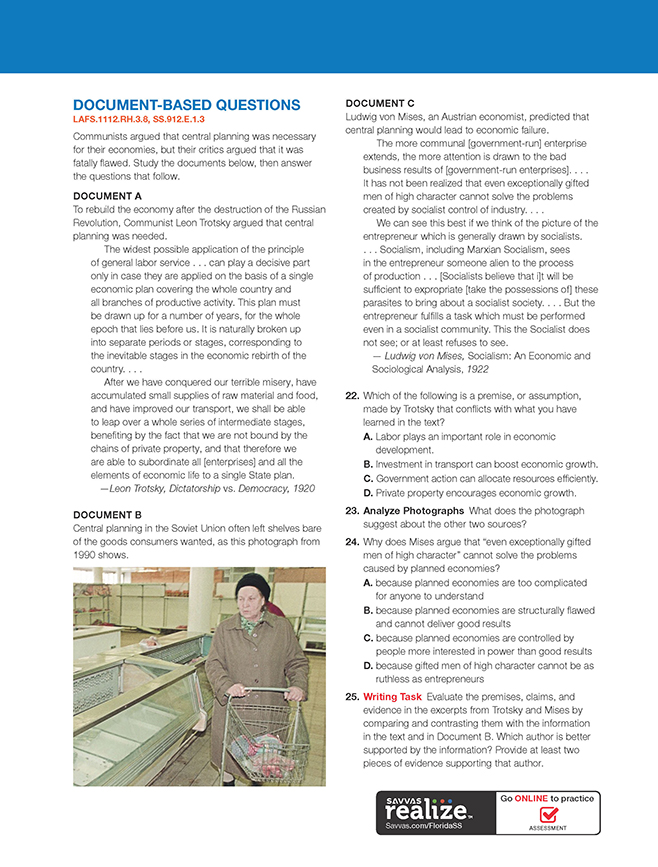 DOCUMENT-BASED QUESTIONS
LAFS.1112.RH.3.8, SS.912.E.1.3
Communists argued that central planning was necessary
for their economies, but their critics argued that it was
fatally flawed. Study the documents below, then answer
the questions that follow.
DOCUMENT A
To rebuild the economy after the destruction of the Russian
Revolution, Communist Leon Trotsky argued that central
planning was needed.
The widest possible application of the principle
of general labor service . . . can play a decisive part
only in case they are applied on the basis of a single
economic plan covering the whole country and
all branches of productive activity. This plan must
be drawn up for a number of years, for the whole
epoch that lies before us. It is naturally broken up
into separate periods or stages, corresponding to
the inevitable stages in the economic rebirth of the
country. . . .
After we have conquered our terrible misery, have
accumulated small supplies of raw material and food,
and have improved our transport, we shall be able
to leap over a whole series of intermediate stages,
benefiting by the fact that we are not bound by the
chains of private property, and that therefore we
are able to subordinate all [enterprises] and all the
elements of economic life to a single State plan.
—Leon Trotsky, Dictatorship vs. Democracy, 1920
DOCUMENT B
Central planning in the Soviet Union often left shelves bare
of the goods consumers wanted, as this photograph from
1990 shows.
DOCUMENT C
Ludwig von Mises, an Austrian economist, predicted that
central planning would lead to economic failure.
The more communal [government-run] enterprise
extends, the more attention is drawn to the bad
business results of [government-run enterprises]. . . .
It has not been realized that even exceptionally gifted
men of high character cannot solve the problems
created by socialist control of industry. . . .
We can see this best if we think of the picture of the
entrepreneur which is generally drawn by socialists.
. . . Socialism, including Marxian Socialism, sees
in the entrepreneur someone alien to the process
of production . . . [Socialists believe that i]t will be
sufficient to expropriate [take the possessions of] these
parasites to bring about a socialist society. . . . But the
entrepreneur fulfills a task which must be performed
even in a socialist community. This the Socialist does
not see; or at least refuses to see.
— Ludwig von Mises, Socialism: An Economic and
Sociological Analysis, 1922
22. Which of the following is a premise, or assumption,
made by Trotsky that conflicts with what you have
learned in the text?
A. Labor plays an important role in economic
development.
B. Investment in transport can boost economic growth.
C. Government action can allocate resources efficiently.
D. Private property encourages economic growth.
23. Analyze Photographs What does the photograph
suggest about the other two sources?
24. Why does Mises argue that “even exceptionally gifted
men of high character” cannot solve the problems
caused by planned economies?
A. because planned economies are too complicated
for anyone to understand
B. because planned economies are structurally flawed
and cannot deliver good results
C. because planned economies are controlled by
people more interested in power than good results
D. because gifted men of high character cannot be as
ruthless as entrepreneurs
25. Writing Task Evaluate the premises, claims, and
evidence in the excerpts from Trotsky and Mises by
comparing and contrasting them with the information
in the text and in Document B. Which author is better
supported by the information? Provide at least two
pieces of evidence supporting that author.
SAVVAS
realize™
Savvas.com/FloridaSS
Go ONLINE to practice
ASSESSMENT